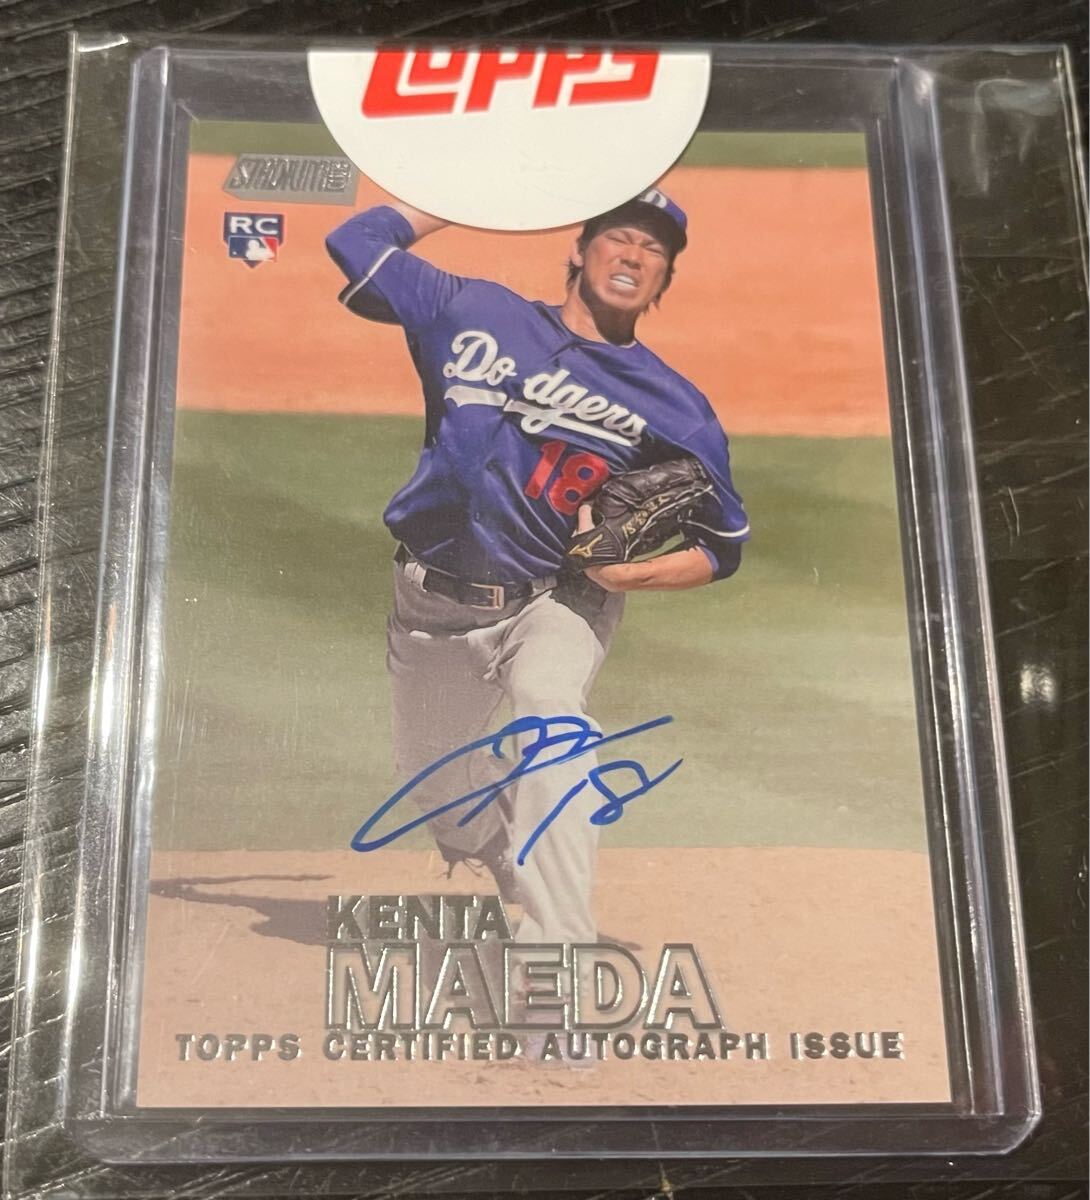 TOPPS
STADIUM CLUB
RC
D
Dodgers
18
18
KENTA
MAEDA
TOPPS CERTIFIED AUTOGRAPH ISSUE